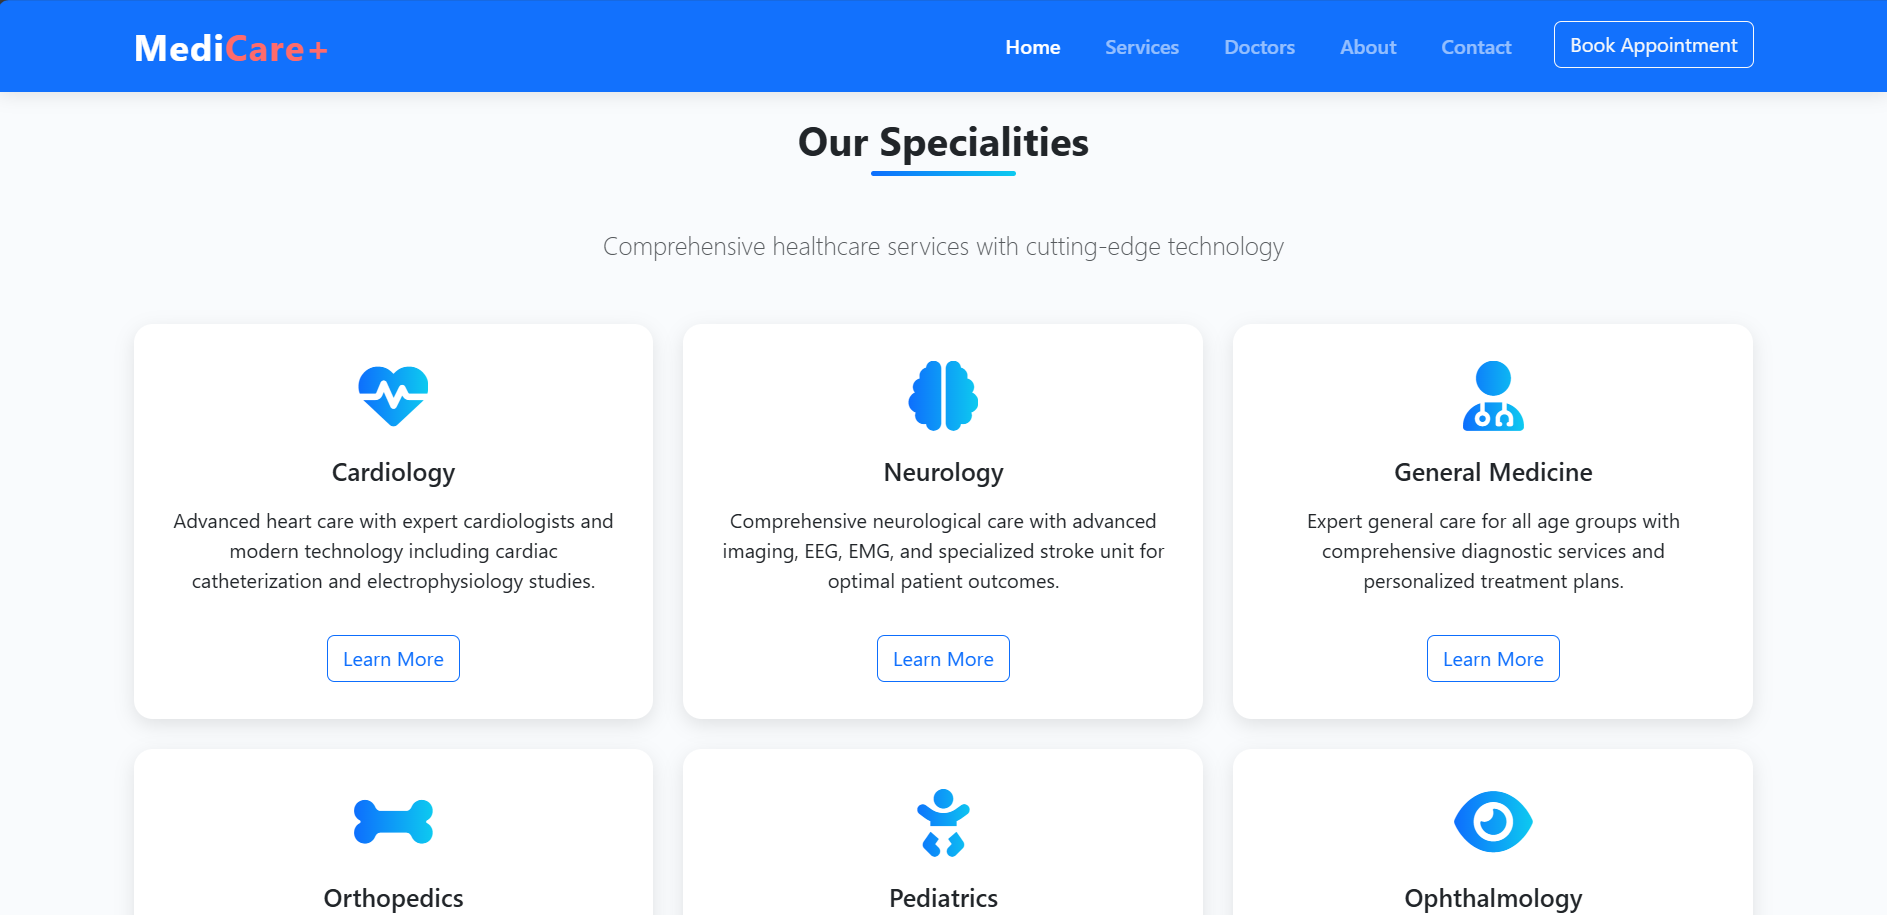 MediCare+
Home Services Doctors About Contact Book Appointment
Our Specialities
Comprehensive healthcare services with cutting-edge technology
Cardiology
Advanced heart care with expert cardiologists and
modern technology including cardiac
catheterization and electrophysiology studies.
Learn More
Neurology
Comprehensive neurological care with advanced
imaging, EEG, EMG, and specialized stroke unit for
optimal patient outcomes.
Learn More
General Medicine
Expert general care for all age groups with
comprehensive diagnostic services and
personalized treatment plans.
Learn More
Orthopedics
Pediatrics
Ophthalmology